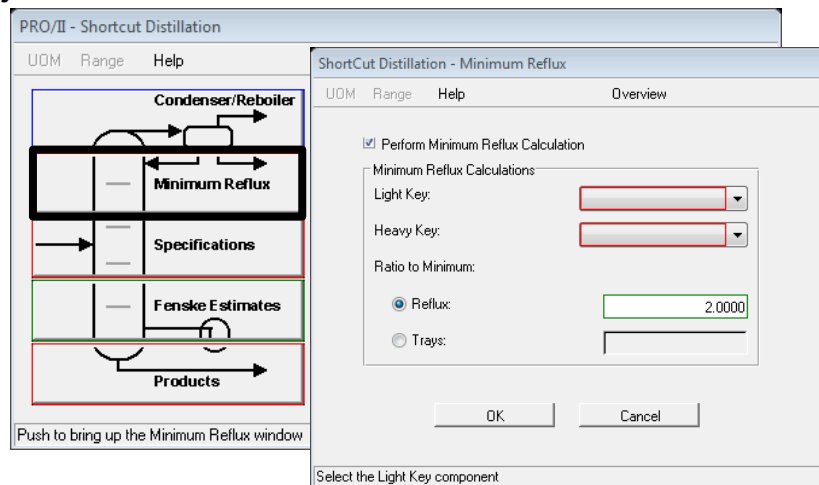 PRO/II - Shortcut Distillation
UOM Range Help
Condenser/Reboiler
Minimum Reflux
Specifications
Fenske Estimates
Products
Push to bring up the Minimum Reflux window
ShortCut Distillation - Minimum Reflux
UOM Range Help Overview
Perform Minimum Reflux Calculation
Minimum Reflux Calculations
Light Key:
Heavy Key:
Ratio to Minimum:
Reflux: 2.0000
Trays:
OK Cancel
Select the Light Key component